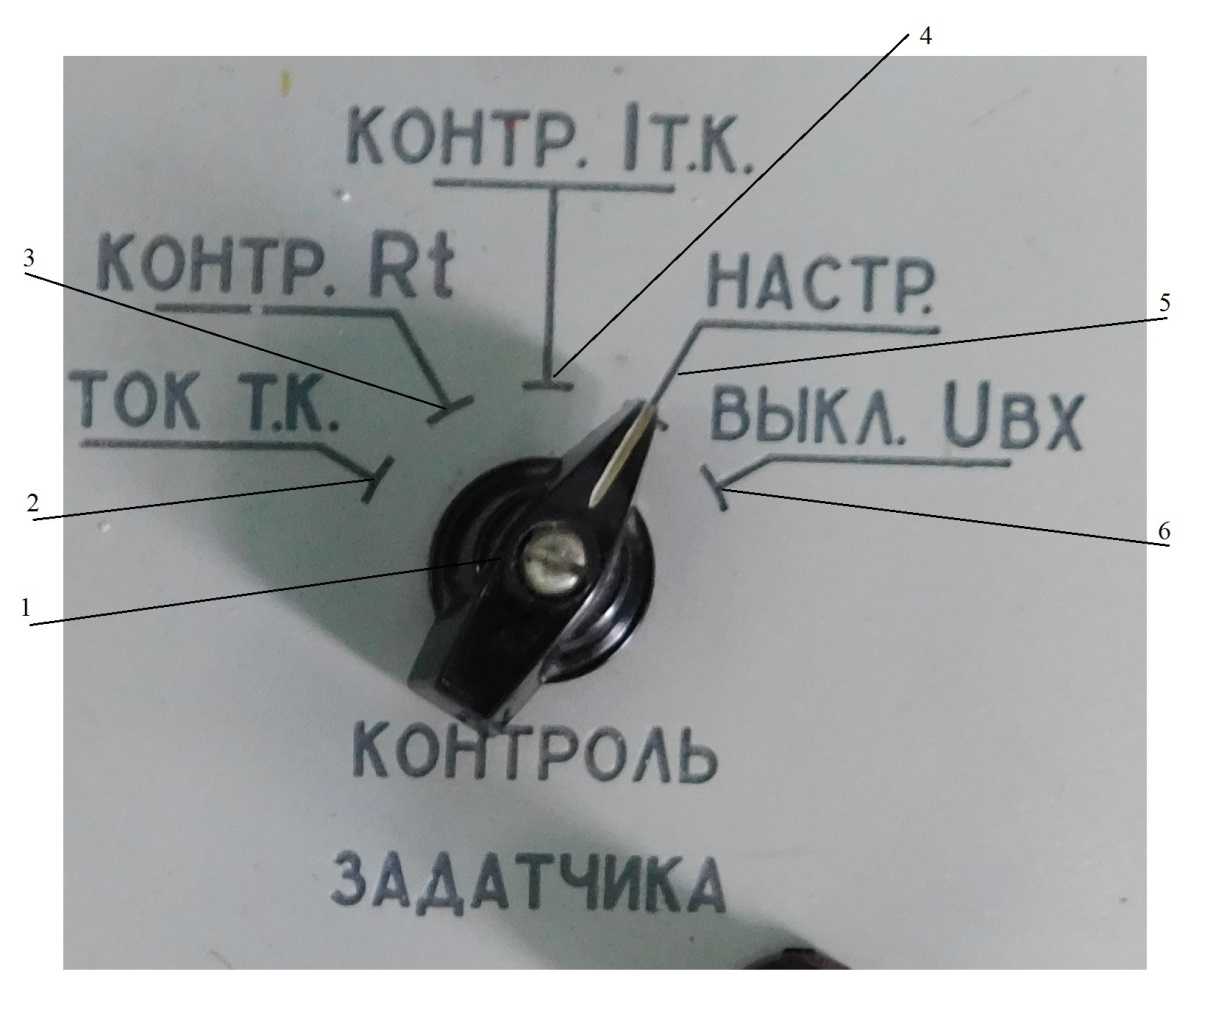 4
КОНТР. Iт.к.
3
КОНТР. Rt
НАСТР.
5
ТОК Т.К.
ВЫКЛ. Uвх
2
6
1
КОНТРОЛЬ
ЗАДАТЧИКА